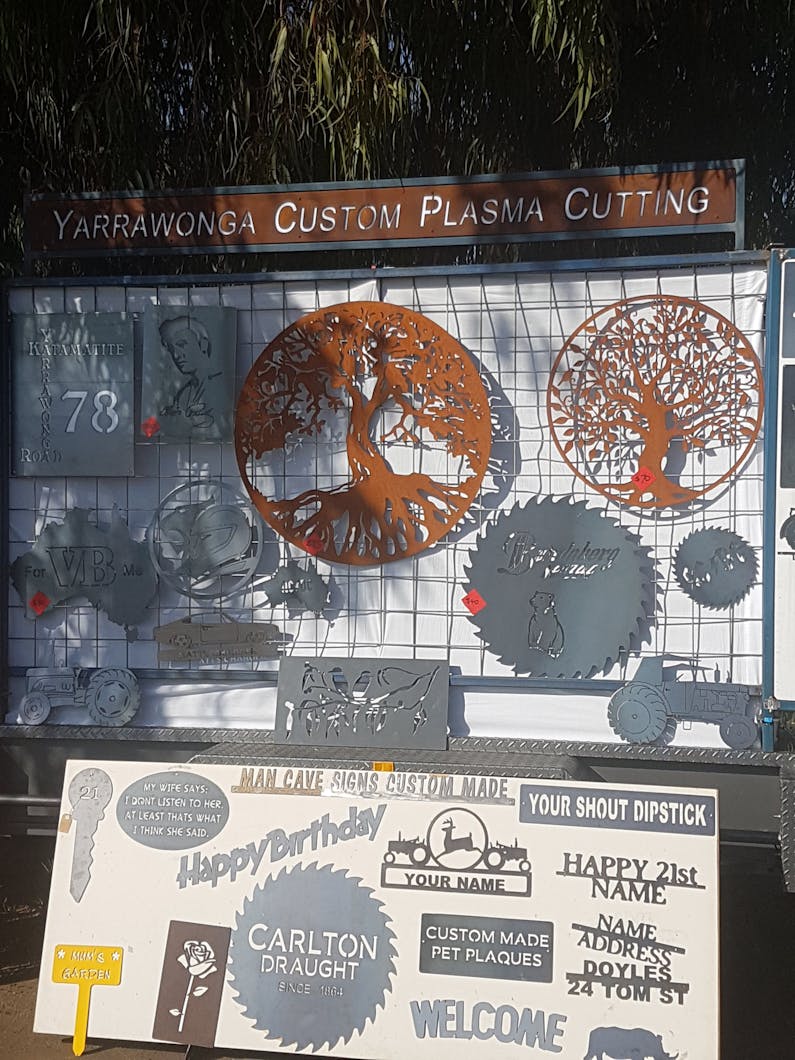 YARRAWONGA CUSTOM PLASMA CUTTING
YARRAWONGA
KATAMATITE
78
ROAD
FOR VB ME
$70
Bundaberg
MAN CAVE SIGNS CUSTOM MADE
21
MY WIFE SAYS:
I DONT LISTEN TO HER,
AT LEAST THATS WHAT
I THINK SHE SAID.
YOUR SHOUT DIPSTICK
Happy Birthday
YOUR NAME
HAPPY 21st
NAME
CARLTON
DRAUGHT
SINCE 1864
CUSTOM MADE
PET PLAQUES
NAME
ADDRESS
DOYLES
24 TOM ST
MUM'S
GARDEN
WELCOME